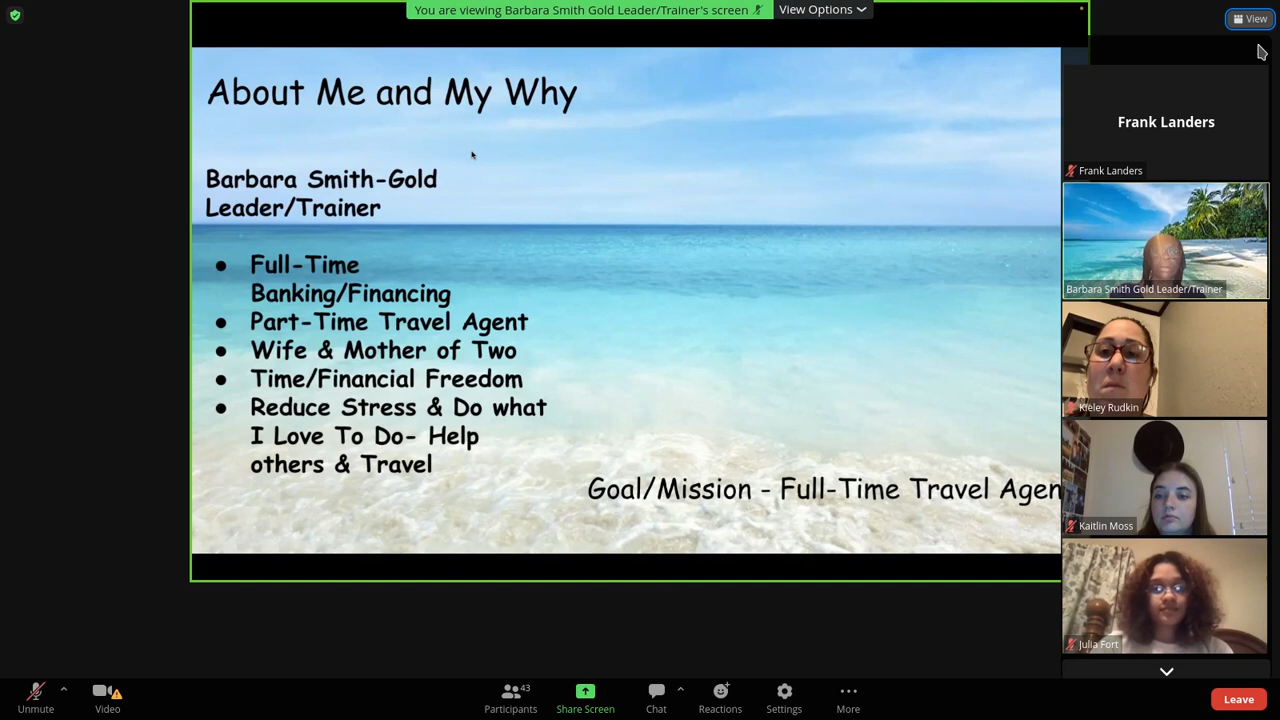 You are viewing Barbara Smith Gold Leader/Trainer's screen
View Options
View
About Me and My Why
Barbara Smith-Gold
Leader/Trainer
● Full-Time
Banking/Financing
● Part-Time Travel Agent
● Wife & Mother of Two
● Time/Financial Freedom
● Reduce Stress & Do what
I Love To Do- Help
others & Travel
Goal/Mission - Full-Time Travel Agen
Frank Landers
Frank Landers
Barbara Smith Gold Leader/Trainer
Kieley Rudkin
Kaitlin Moss
Julia Fort
Unmute
Video
Participants
43
Share Screen
Chat
Reactions
Settings
More
Leave